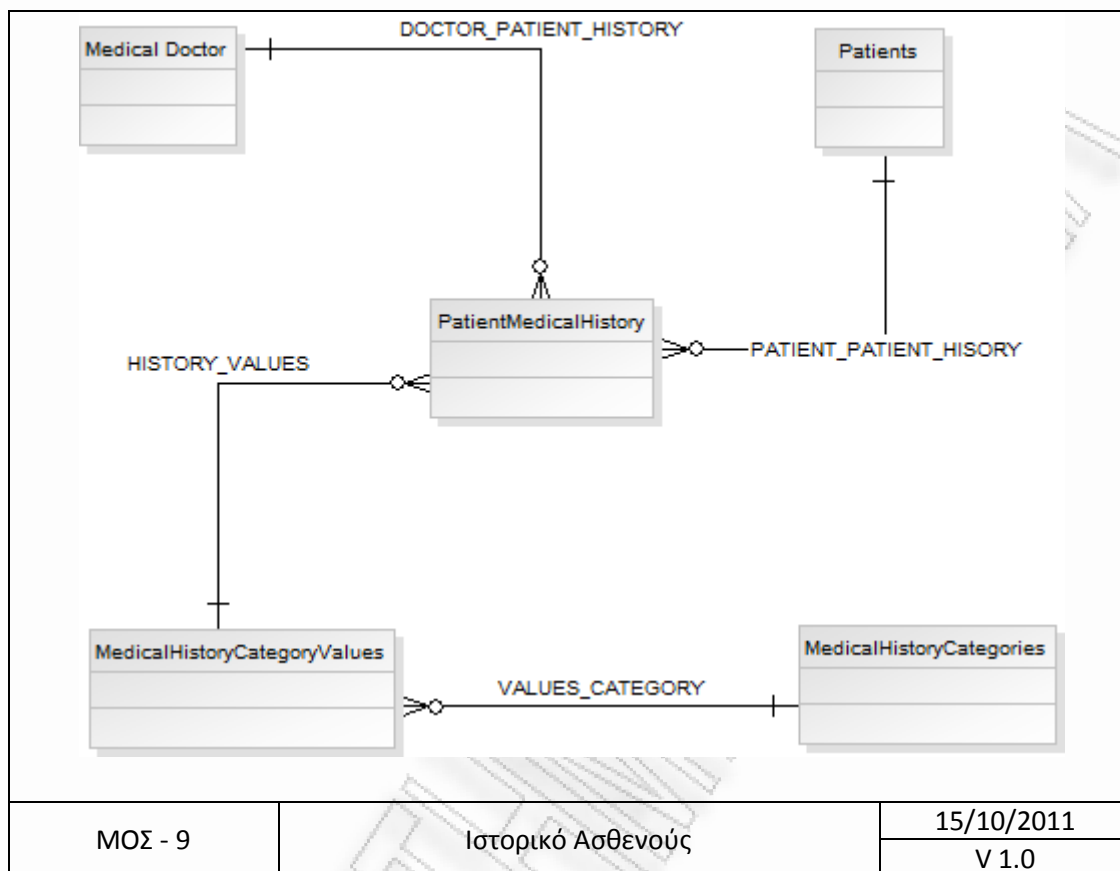 DOCTOR_PATIENT_HISTORY
Medical Doctor
Patients
PatientMedicalHistory
PATIENT_PATIENT_HISORY
HISTORY_VALUES
MedicalHistoryCategoryValues
MedicalHistoryCategories
VALUES_CATEGORY
ΜΟΣ - 9
Ιστορικό Ασθενούς
15/10/2011
V 1.0